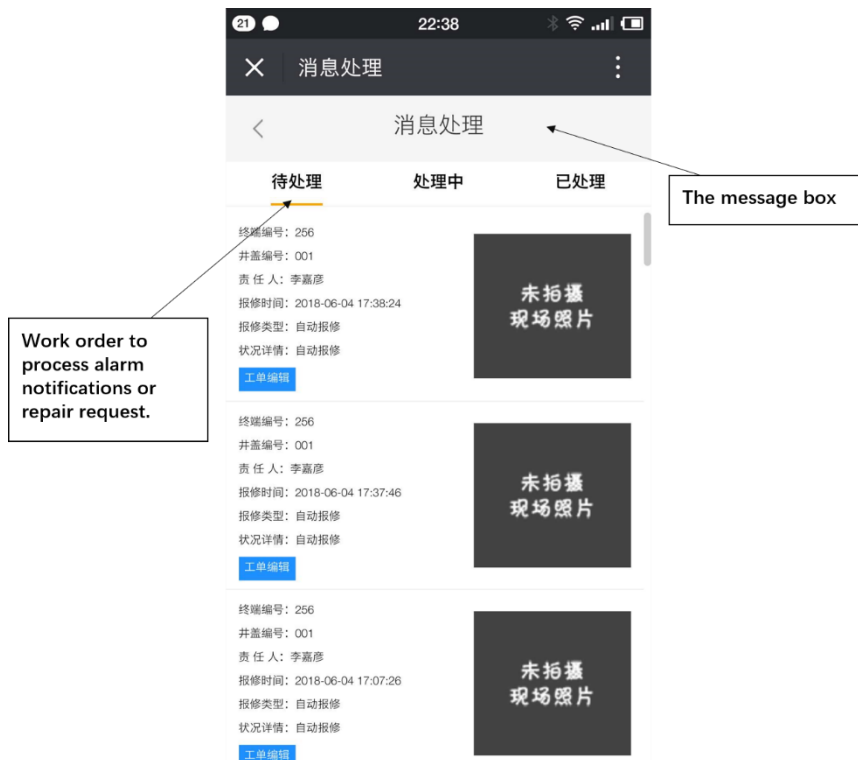 21
22:38
消息处理
消息处理
待处理 处理中 已处理
The message box
终端编号：256
井盖编号：001
责 任 人：李嘉彦
报修时间：2018-06-04 17:38:24
报修类型：自动报修
状况详情：自动报修
工单编辑
未拍摄
现场照片
Work order to
process alarm
notifications or
repair request.
终端编号：256
井盖编号：001
责 任 人：李嘉彦
报修时间：2018-06-04 17:37:46
报修类型：自动报修
状况详情：自动报修
工单编辑
未拍摄
现场照片
终端编号：256
井盖编号：001
责 任 人：李嘉彦
报修时间：2018-06-04 17:07:26
报修类型：自动报修
状况详情：自动报修
工单编辑
未拍摄
现场照片